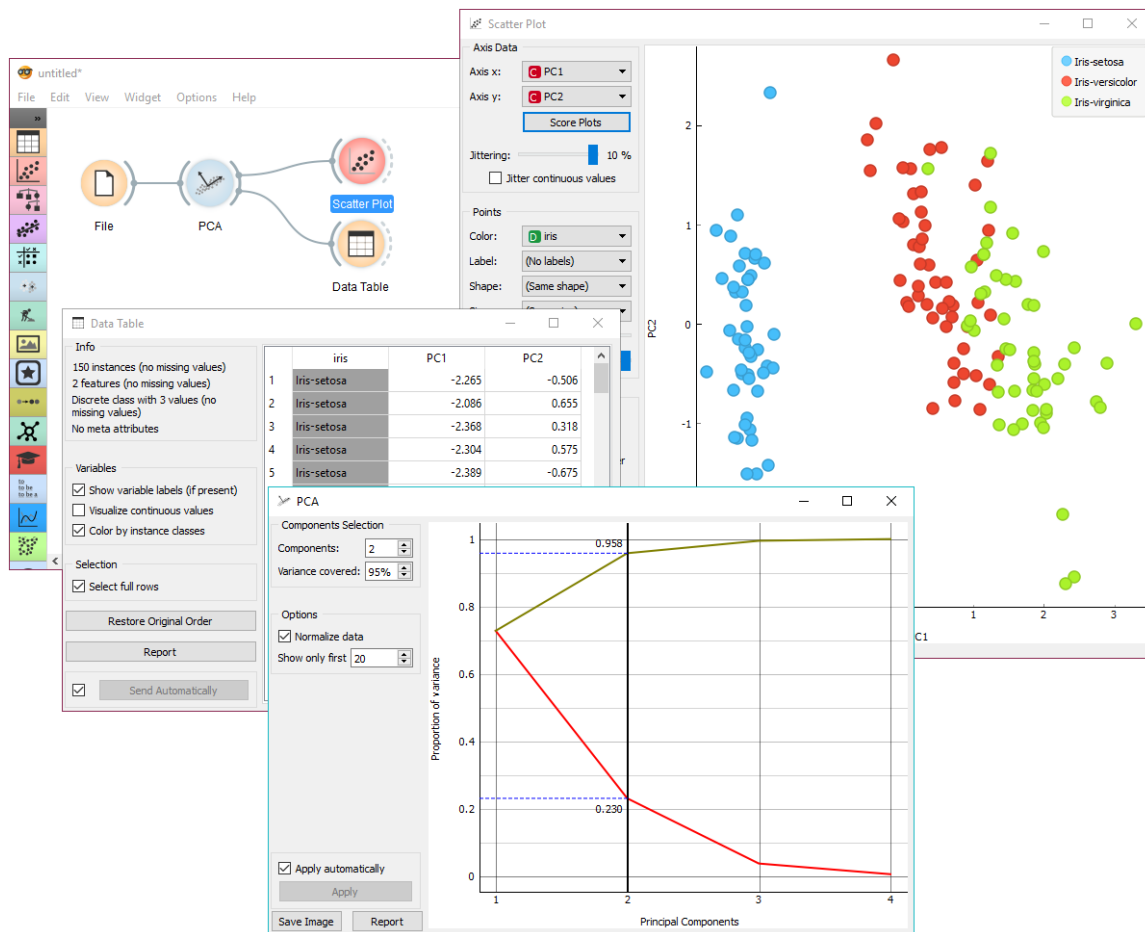 untitled*
File Edit View Widget Options Help
»
File
PCA
Scatter Plot
Data Table
to
to be
to be a
<
Scatter Plot
Axis Data
Axis x: C PC1
Axis y: C PC2
Score Plots
Jittering: 10 %
Jitter continuous values
Points
Color: D iris
Label: (No labels)
Shape: (Same shape)
PC2
2
1
0
-1
1 2 3
C1
Iris-setosa
Iris-versicolor
Iris-virginica
Data Table
Info
150 instances (no missing values)
2 features (no missing values)
Discrete class with 3 values (no
missing values)
No meta attributes
Variables
Show variable labels (if present)
Visualize continuous values
Color by instance classes
Selection
Select full rows
Restore Original Order
Report
Send Automatically
iris PC1 PC2
1 Iris-setosa -2.265 -0.506
2 Iris-setosa -2.086 0.655
3 Iris-setosa -2.368 0.318
4 Iris-setosa -2.304 0.575
5 Iris-setosa -2.389 -0.675
PCA
Components Selection
Components: 2
Variance covered: 95%
Options
Normalize data
Show only first 20
Apply automatically
Apply
Save Image Report
Proportion of variance
1
0.8
0.6
0.4
0.2
0
0.958
0.230
1 2 3 4
Principal Components